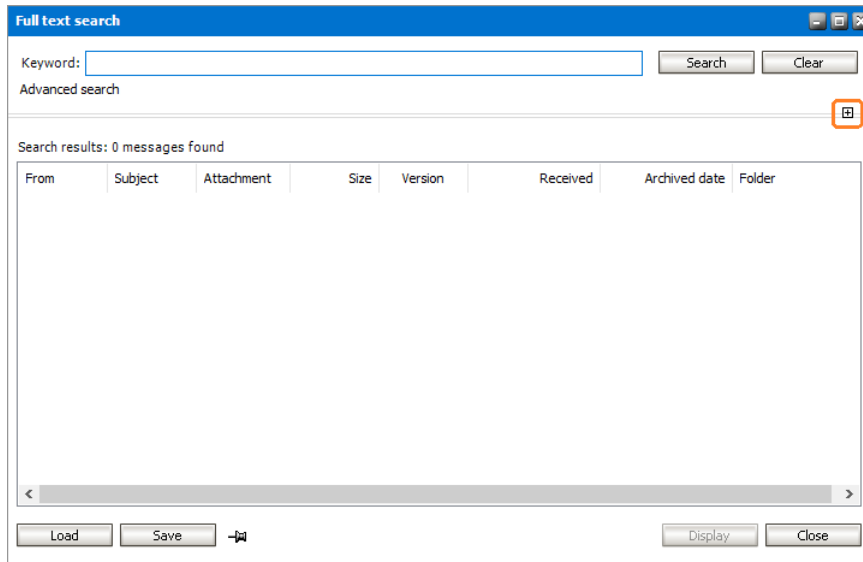 Full text search
Keyword: Search Clear
Advanced search
Search results: 0 messages found
From Subject Attachment Size Version Received Archived date Folder
Load Save Display Close